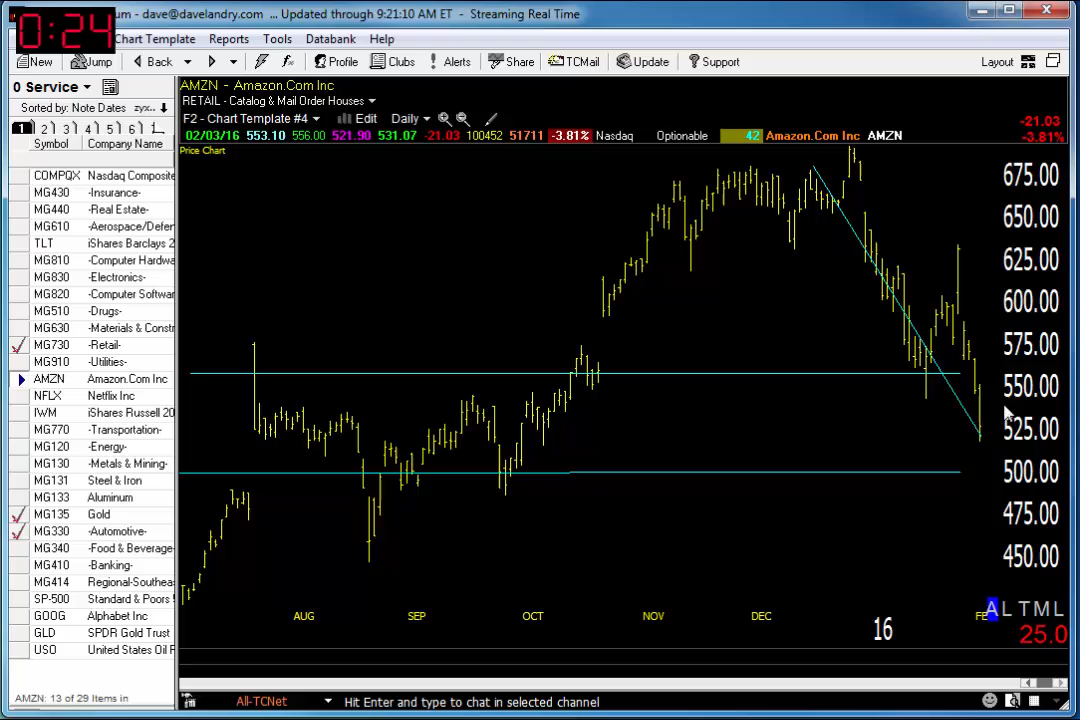 0:24
um - dave@davelandry.com ... Updated through 9:21:10 AM ET - Streaming Real Time
Chart Template Reports Tools Databank Help
New Jump Back Profile Clubs Alerts Share TCMail Update Support Layout
0 Service
Sorted by: Note Dates zyx..
1 2 3 4 5 6
Symbol Company Name
COMPQX Nasdaq Composite
MG430 -Insurance-
MG440 -Real Estate-
MG610 -Aerospace/Defen
TLT iShares Barclays 2
MG810 -Computer Hardwa
MG830 -Electronics-
MG820 -Computer Softwar
MG510 -Drugs-
MG630 -Materials & Constr
MG730 -Retail-
MG910 -Utilities-
AMZN Amazon.Com Inc
NFLX Netflix Inc
IWM iShares Russell 20
MG770 -Transportation-
MG120 -Energy-
MG130 -Metals & Mining-
MG131 Steel & Iron
MG133 Aluminum
MG135 Gold
MG330 -Automotive-
MG340 -Food & Beverage-
MG410 -Banking-
MG414 Regional-Southeas
SP-500 Standard & Poors 5
GOOG Alphabet Inc
GLD SPDR Gold Trust
USO United States Oil F
AMZN: 13 of 29 Items in
AMZN - Amazon.Com Inc
RETAIL - Catalog & Mail Order Houses
F2 - Chart Template #4 Edit Daily
02/03/16 553.10 556.00 521.90 531.07 -21.03 100452 51711 -3.81% Nasdaq Optionable 42 Amazon.Com Inc AMZN
-21.03
-3.81%
Price Chart
675.00
650.00
625.00
600.00
575.00
550.00
525.00
500.00
475.00
450.00
AUG SEP OCT NOV DEC 16 FE
A L T M L
25.0
All-TCNet Hit Enter and type to chat in selected channel